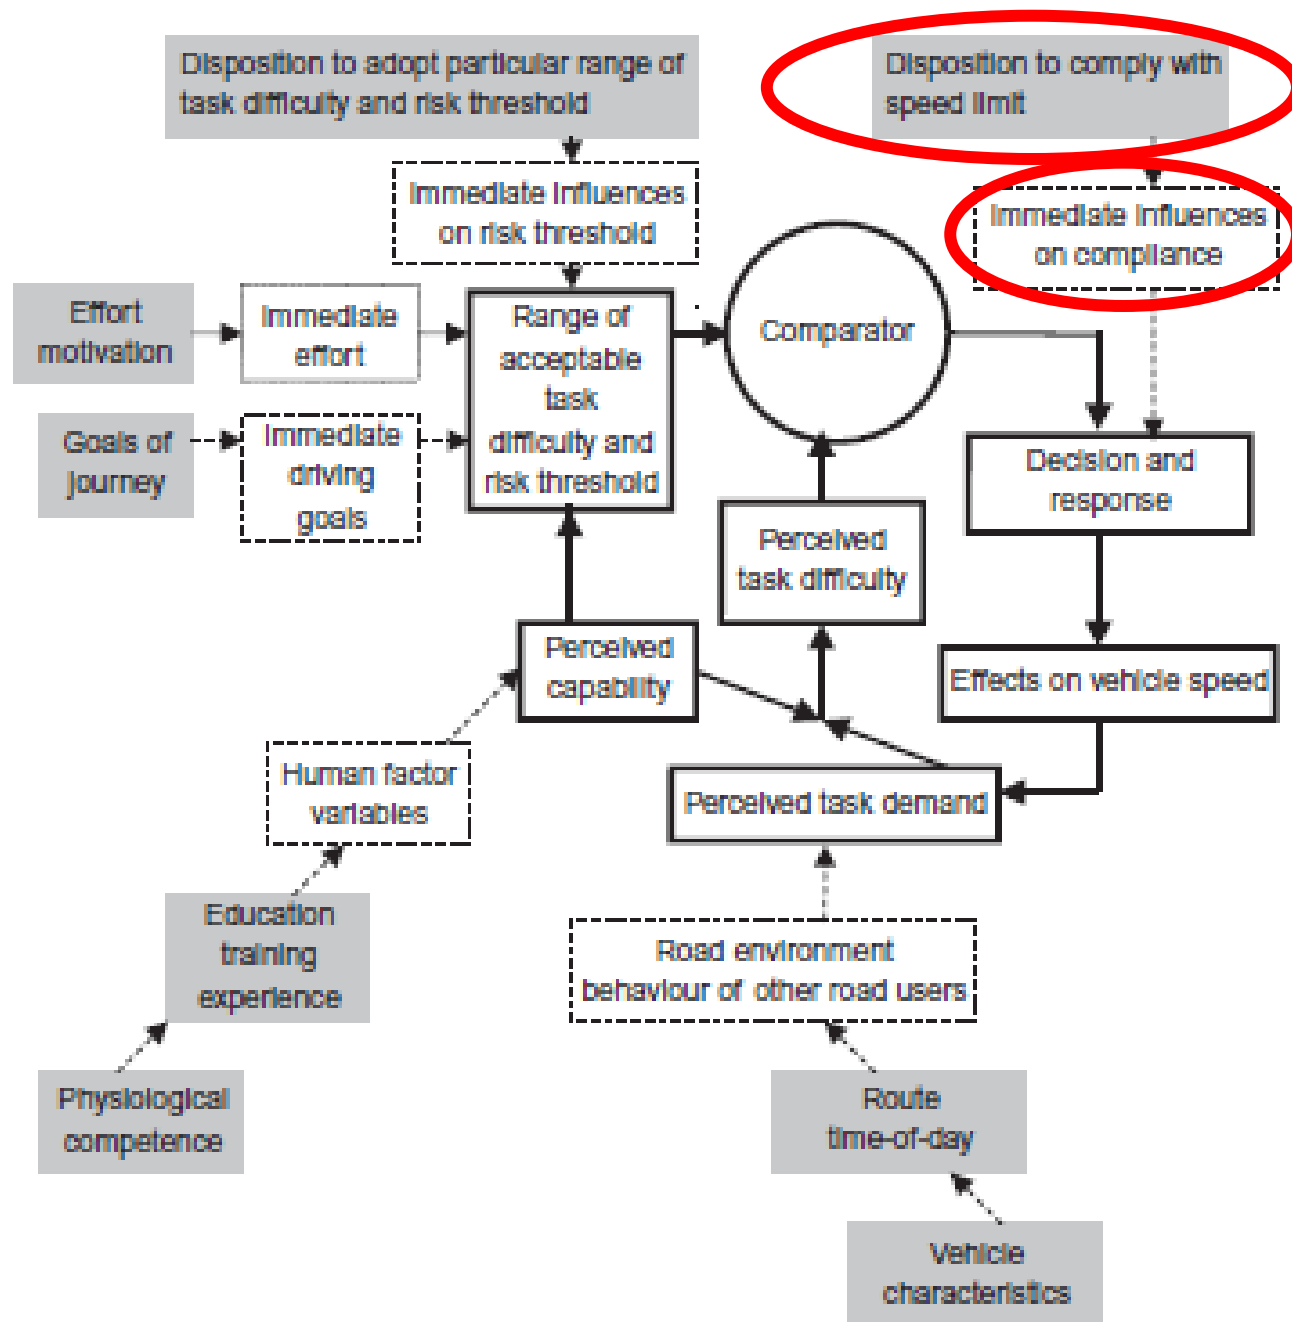 Disposition to adopt particular range of
task difficulty and risk threshold
Disposition to comply with
speed limit
Immediate Influences
on risk threshold
Immediate Influences
on compliance
Effort
motivation
Immediate
effort
Range of
acceptable
task
difficulty and
risk threshold
Comparator
Goals of
journey
Immediate
driving
goals
Decision and
response
Perceived
task difficulty
Perceived
capability
Effects on vehicle speed
Human factor
variables
Perceived task demand
Education
training
experience
Road environment
behaviour of other road users
Physiological
competence
Route
time-of-day
Vehicle
characteristics